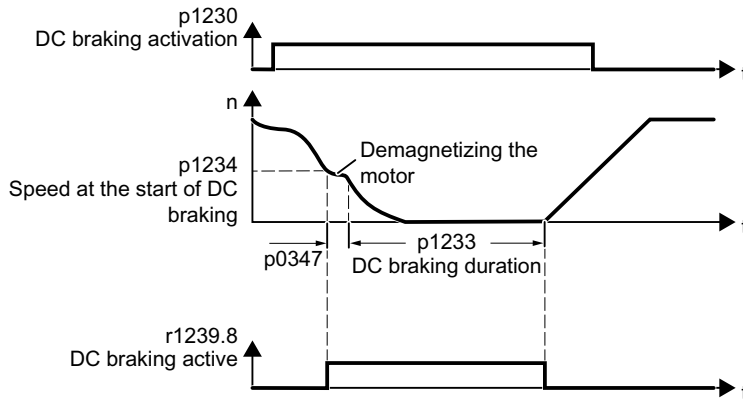 p1230
DC braking activation
t
n
p1234
Speed at the start of DC
braking
Demagnetizing the
motor
t
p0347
p1233
DC braking duration
r1239.8
DC braking active
t